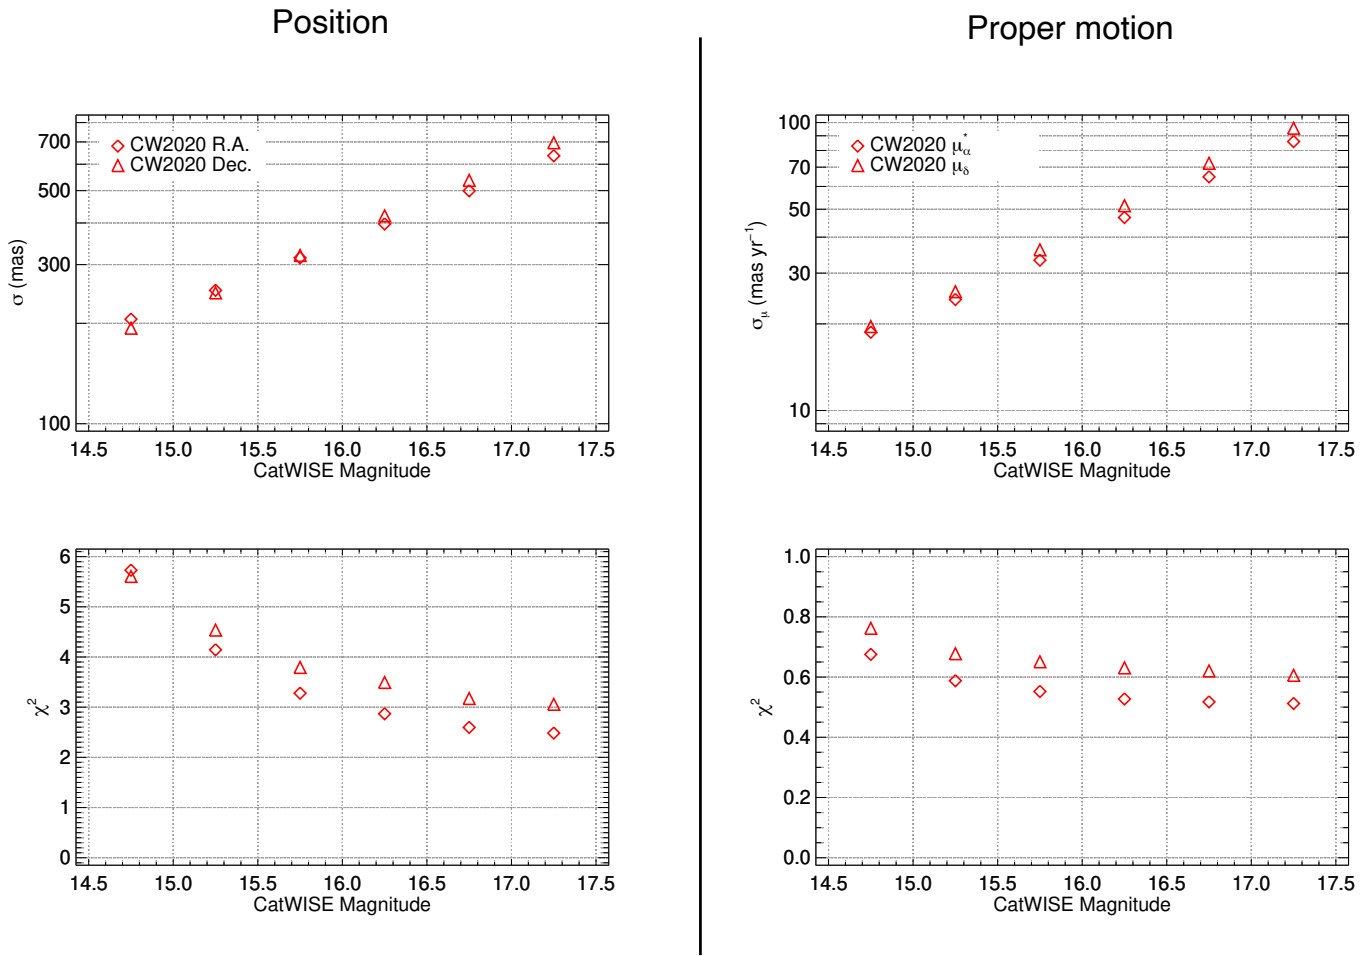 Position
Proper motion
700
500
300
100
σ (mas)
CW2020 R.A.
CW2020 Dec.
14.5 15.0 15.5 16.0 16.5 17.0 17.5
CatWISE Magnitude
100
70
50
30
10
σμ (mas yr⁻¹)
CW2020 μα*
CW2020 μδ
14.5 15.0 15.5 16.0 16.5 17.0 17.5
CatWISE Magnitude
6
5
4
3
2
1
0
χ²
14.5 15.0 15.5 16.0 16.5 17.0 17.5
CatWISE Magnitude
1.0
0.8
0.6
0.4
0.2
0.0
χ²
14.5 15.0 15.5 16.0 16.5 17.0 17.5
CatWISE Magnitude